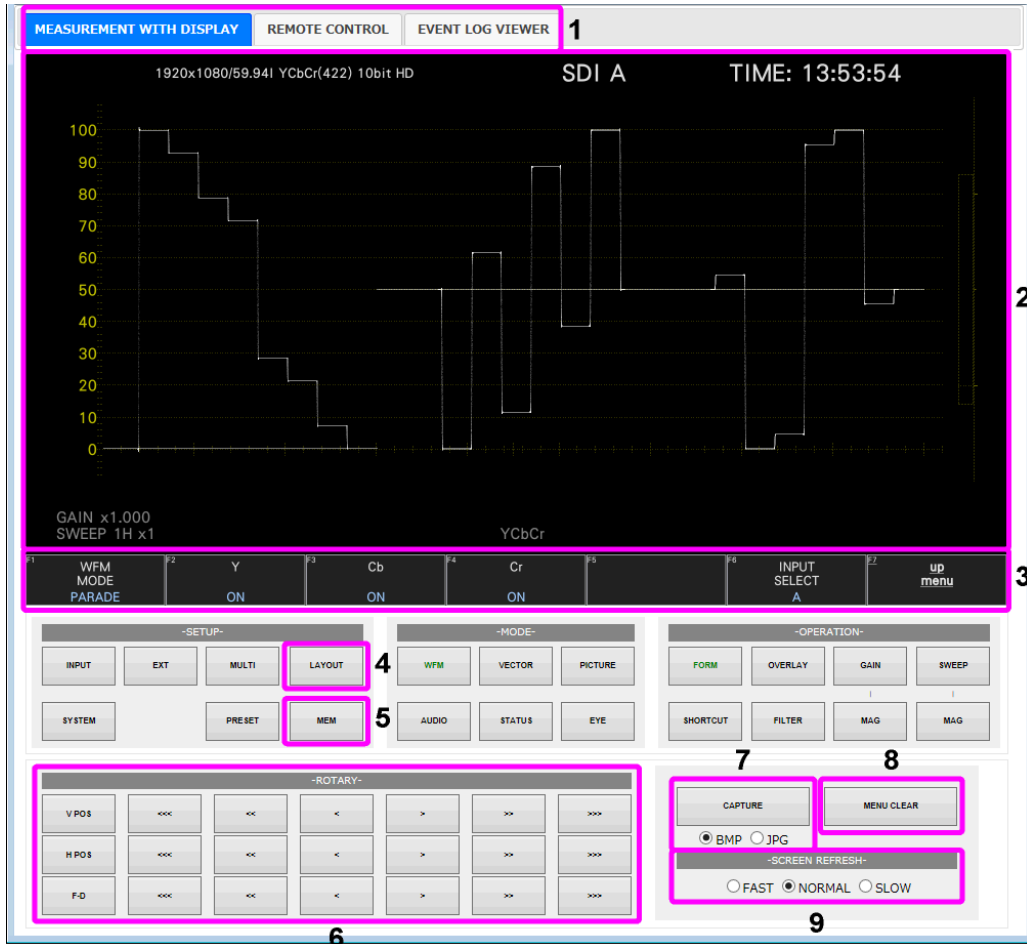 MEASUREMENT WITH DISPLAY REMOTE CONTROL EVENT LOG VIEWER 1
1920x1080/59.94I YCbCr(422) 10bit HD SDI A TIME: 13:53:54
100
90
80
70
60
50
2
40
30
20
10
0
GAIN x1.000
SWEEP 1H x1 YCbCr
F1 WFM F2 Y F3 Cb F4 Cr F5 F6 INPUT F7 up
MODE SELECT menu 3
PARADE ON ON ON A
-SETUP- -MODE- -OPERATION-
INPUT EXT MULTI LAYOUT 4 WFM VECTOR PICTURE FORM OVERLAY GAIN SWEEP
SYSTEM PRESET MEM 5 AUDIO STATUS EYE SHORTCUT FILTER MAG MAG
7 8
-ROTARY-
V POS <<< << < > >> >>> CAPTURE MENU CLEAR
BMP JPG
H POS <<< << < > >> >>>
-SCREEN REFRESH-
F-D <<< << < > >> >>> FAST NORMAL SLOW
6 9